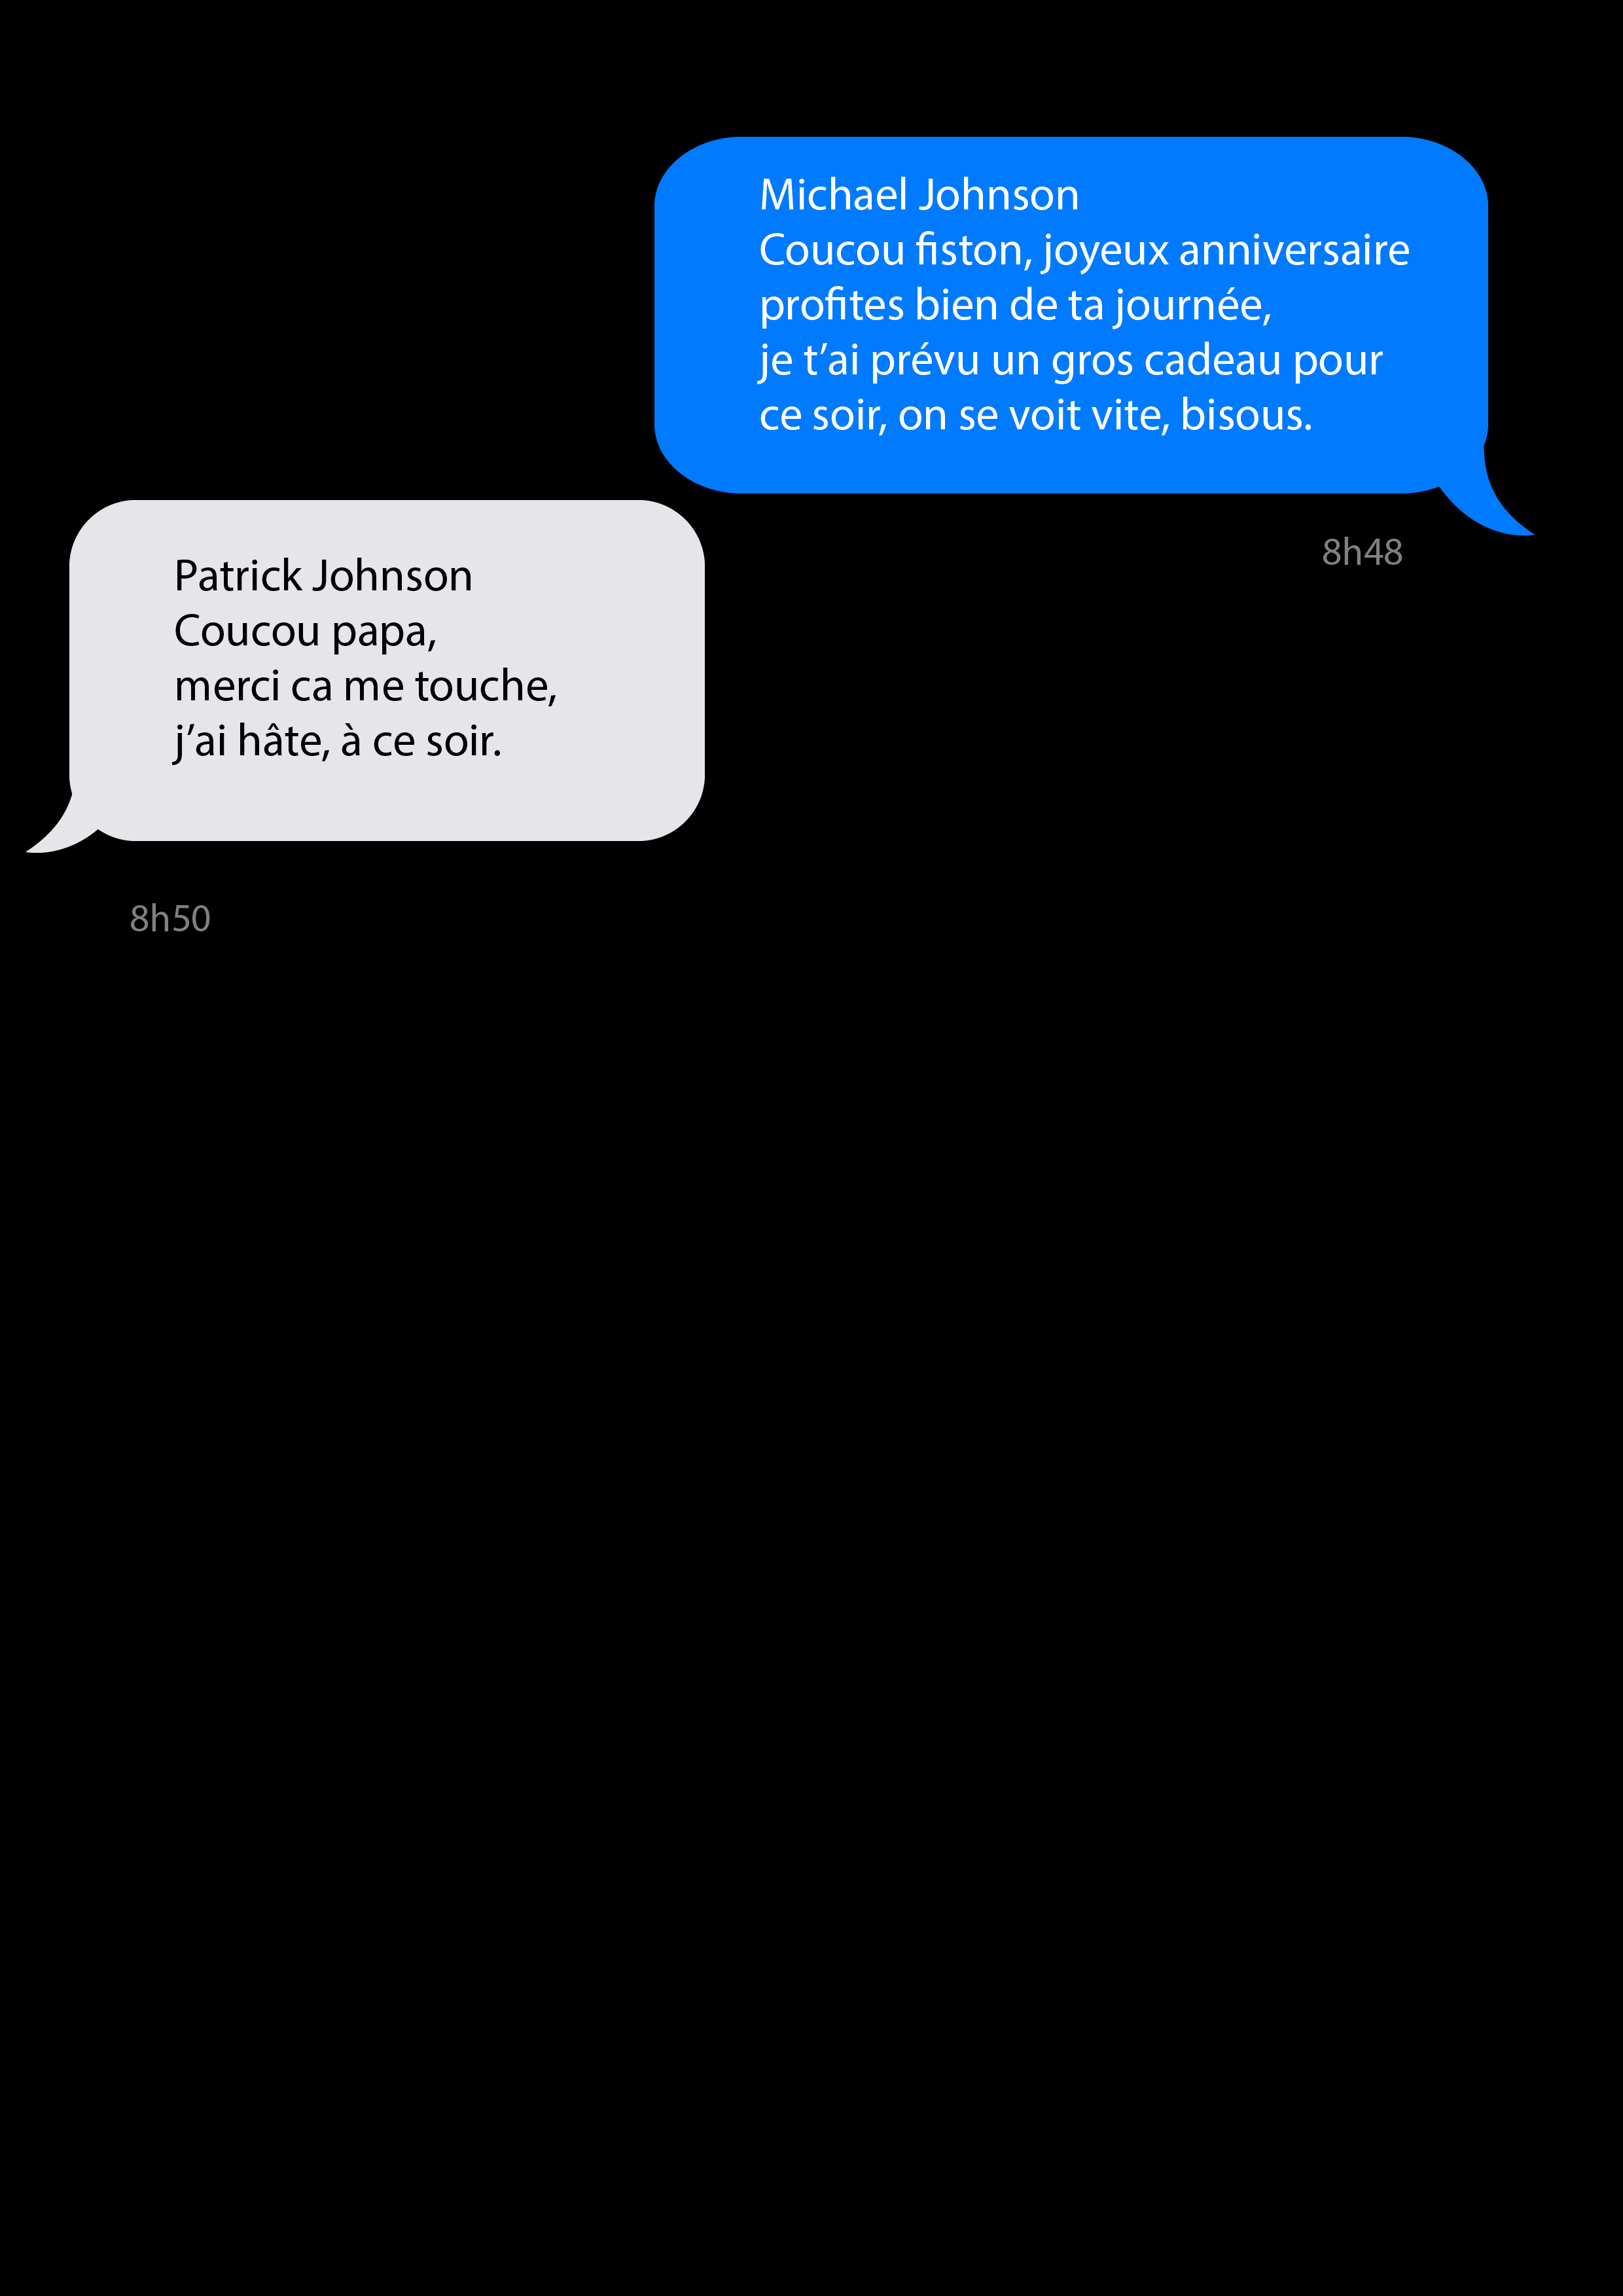 Michael Johnson
Coucou fiston, joyeux anniversaire
profites bien de ta journée,
je t’ai prévu un gros cadeau pour
ce soir, on se voit vite, bisous.
8h48
Patrick Johnson
Coucou papa,
merci ca me touche,
j’ai hâte, à ce soir.
8h50